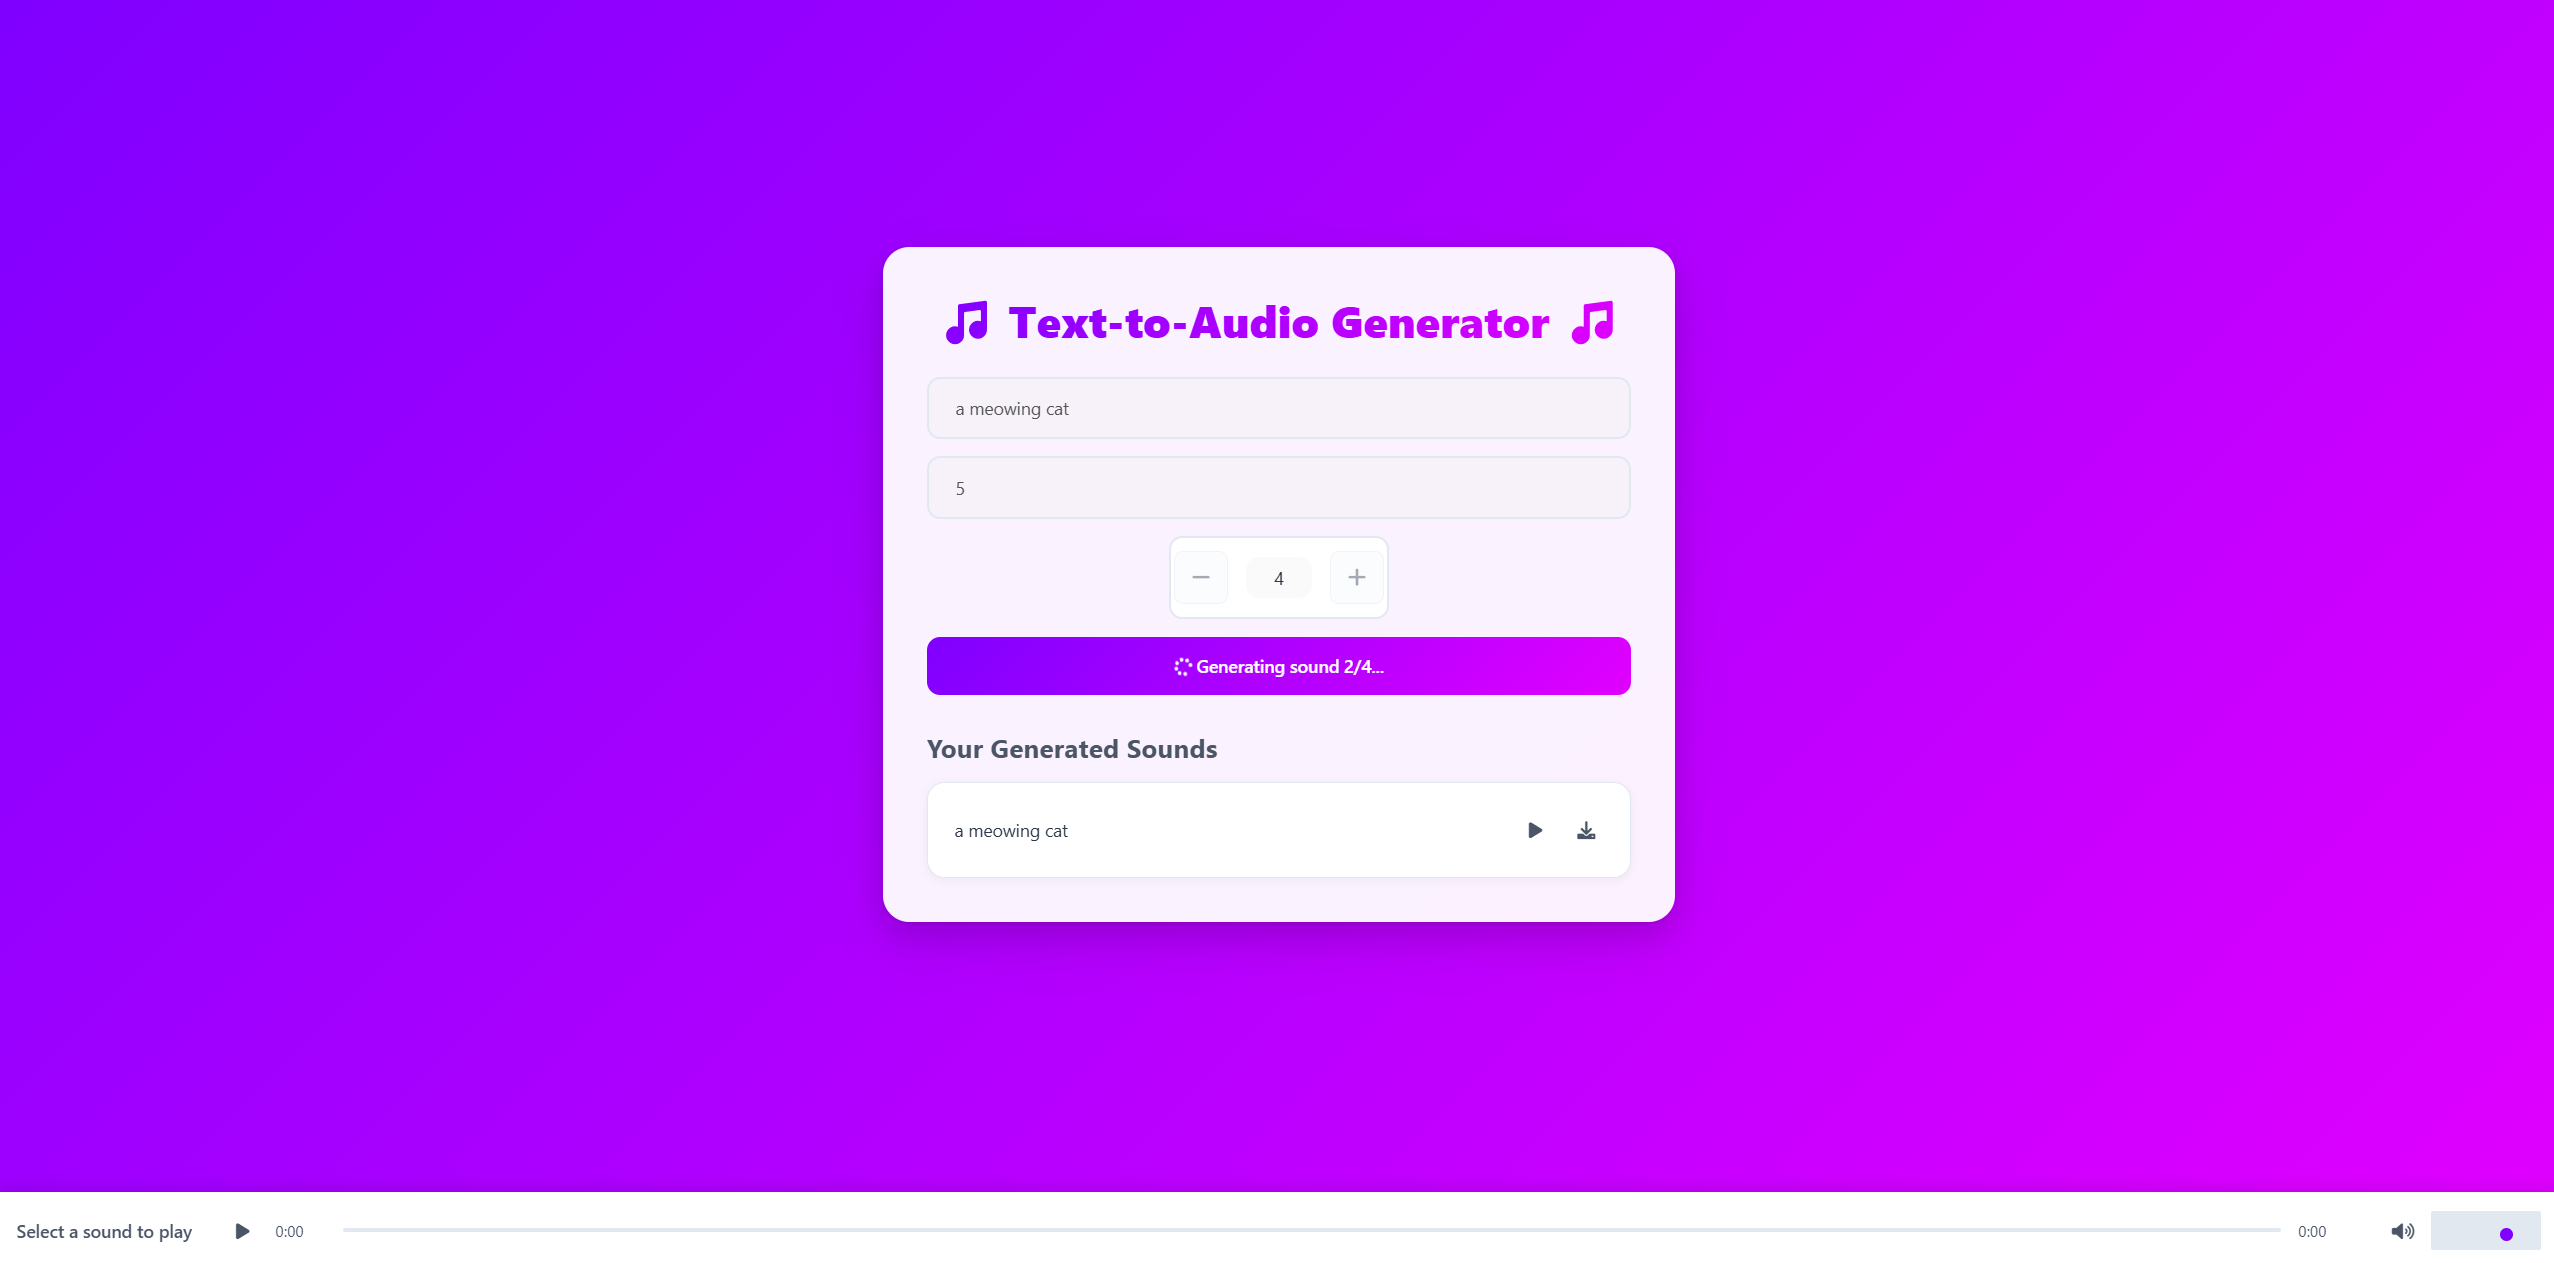 Text-to-Audio Generator
a meowing cat
5
4
Generating sound 2/4...
Your Generated Sounds
a meowing cat
Select a sound to play 0:00 0:00